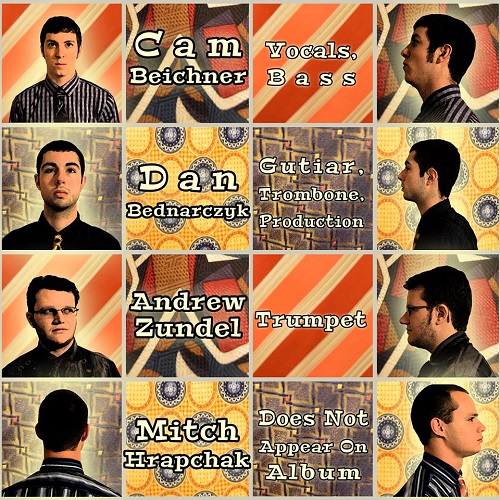 Cam
Beichner
Vocals,
Bass
Dan
Bednarczyk
Gutiar,
Trombone,
Production
Andrew
Zundel
Trumpet
Mitch
Hrapchak
Does Not
Appear On
Album